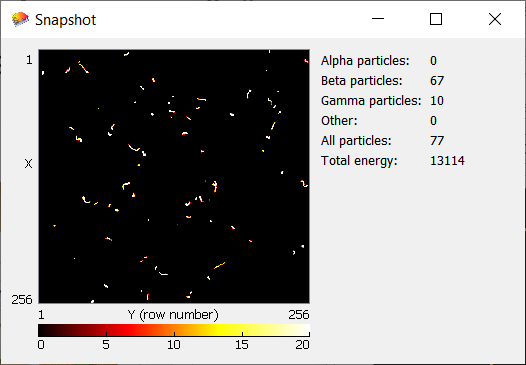 Snapshot
1
X
256
1 Y (row number) 256
0 5 10 15 20
Alpha particles: 0
Beta particles: 67
Gamma particles: 10
Other: 0
All particles: 77
Total energy: 13114